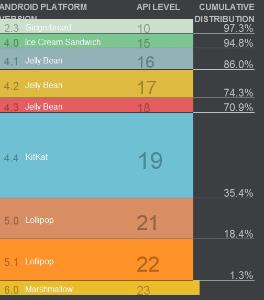 ANDROID PLATFORM API LEVEL CUMULATIVE
VERSION DISTRIBUTION
2.3 Gingerbread 10 97.3%
4.0 Ice Cream Sandwich 15 94.8%
4.1 Jelly Bean 16 86.0%
4.2 Jelly Bean 17 74.3%
4.3 Jelly Bean 18 70.9%
4.4 KitKat 19 35.4%
5.0 Lollipop 21 18.4%
5.1 Lollipop 22 1.3%
6.0 Marshmallow 23